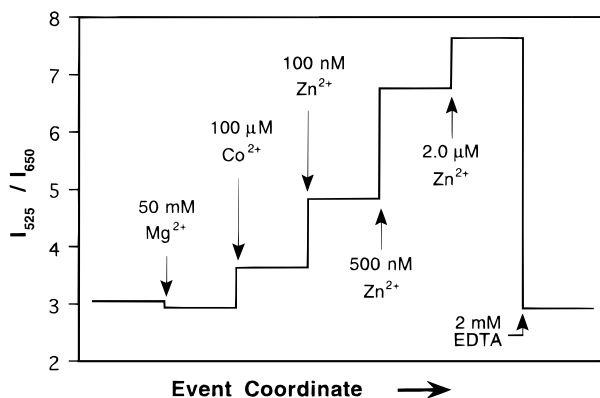 8
7
6
5
4
3
2
I525 / I650
50 mM
Mg2+
100 μM
Co2+
100 nM
Zn2+
500 nM
Zn2+
2.0 μM
Zn2+
2 mM
EDTA
Event Coordinate